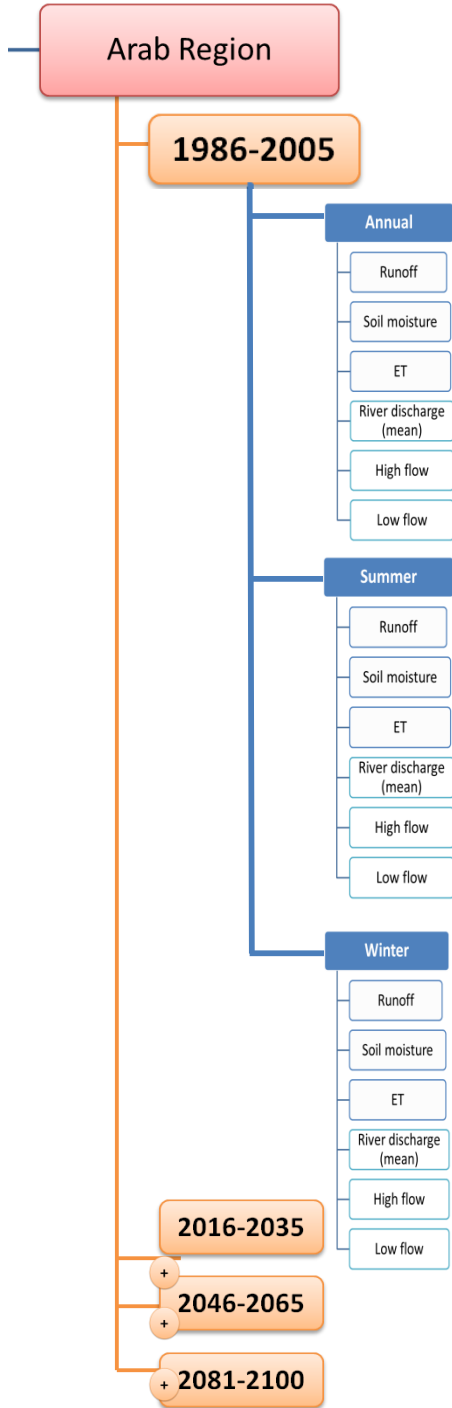 Arab Region
1986-2005
Annual
Runoff
Soil moisture
ET
River discharge
(mean)
High flow
Low flow
Summer
Runoff
Soil moisture
ET
River discharge
(mean)
High flow
Low flow
Winter
Runoff
Soil moisture
ET
River discharge
(mean)
High flow
Low flow
2016-2035
+
2046-2065
+
2081-2100
+